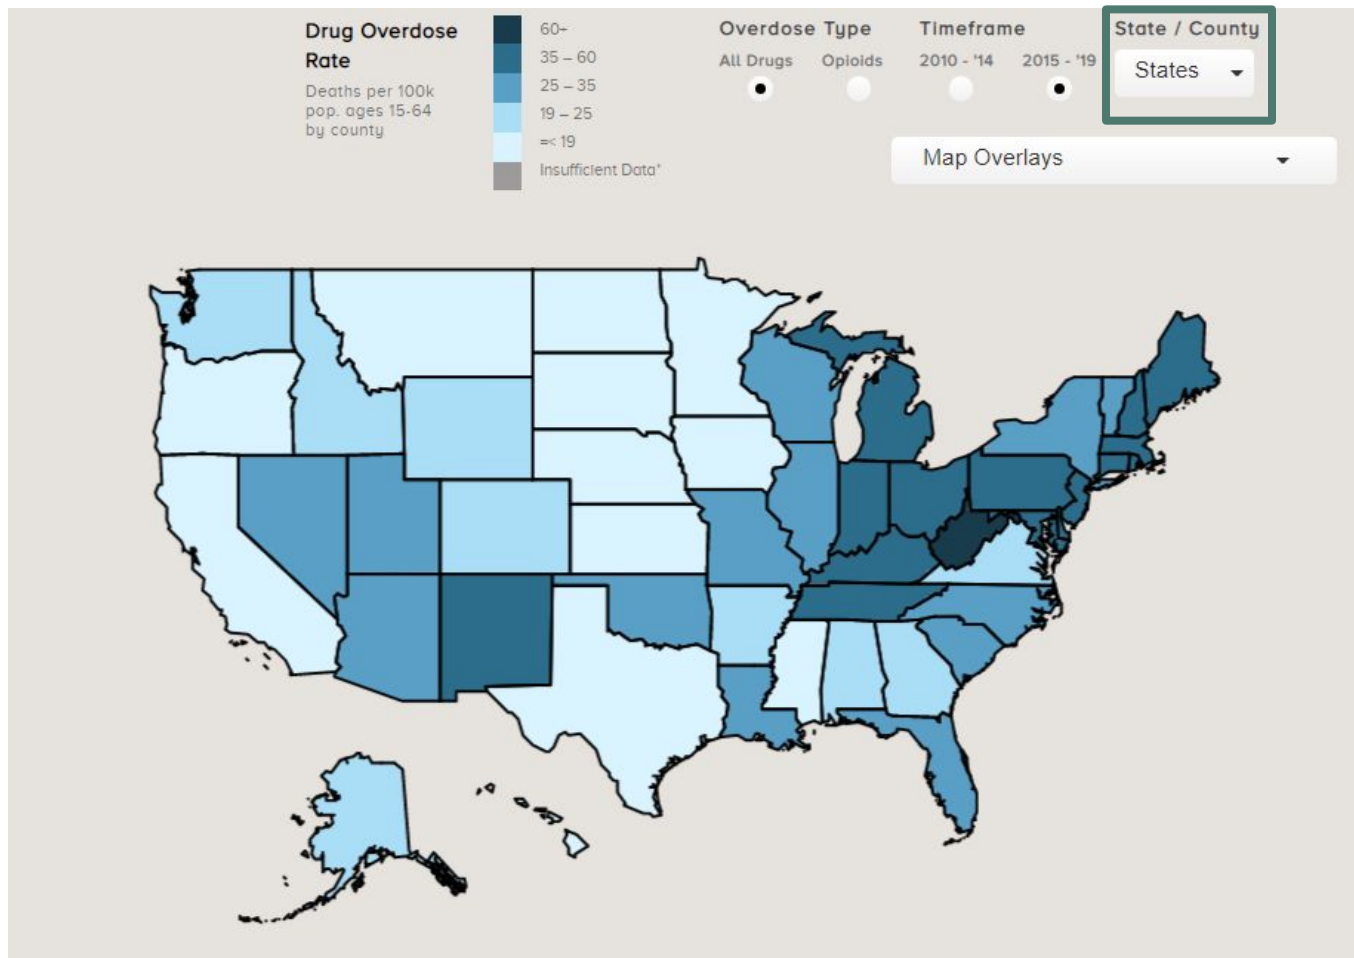 Drug Overdose
Rate
Deaths per 100k
pop. ages 15-64
by county
60+
35 – 60
25 – 35
19 – 25
=< 19
Insufficient Data*
Overdose Type
All Drugs Opioids
Timeframe
2010 - '14 2015 - '19
State / County
States
Map Overlays